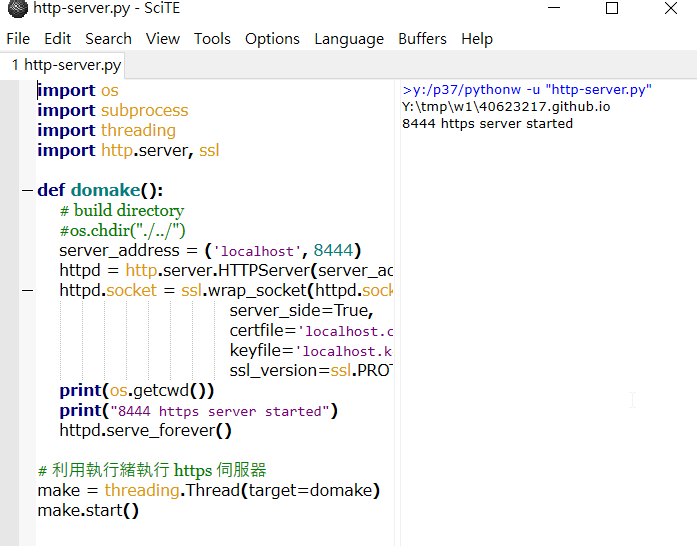 http-server.py - SciTE
File Edit Search View Tools Options Language Buffers Help
1 http-server.py
import os
import subprocess
import threading
import http.server, ssl
def domake():
# build directory
#os.chdir("./../")
server_address = ('localhost', 8444)
httpd = http.server.HTTPServer(server_ad
httpd.socket = ssl.wrap_socket(httpd.sock
server_side=True,
certfile='localhost.c
keyfile='localhost.k
ssl_version=ssl.PROT
print(os.getcwd())
print("8444 https server started")
httpd.serve_forever()
# 利用執行緒執行 https 伺服器
make = threading.Thread(target=domake)
make.start()
>y:/p37/pythonw -u "http-server.py"
Y:\tmp\w1\40623217.github.io
8444 https server started